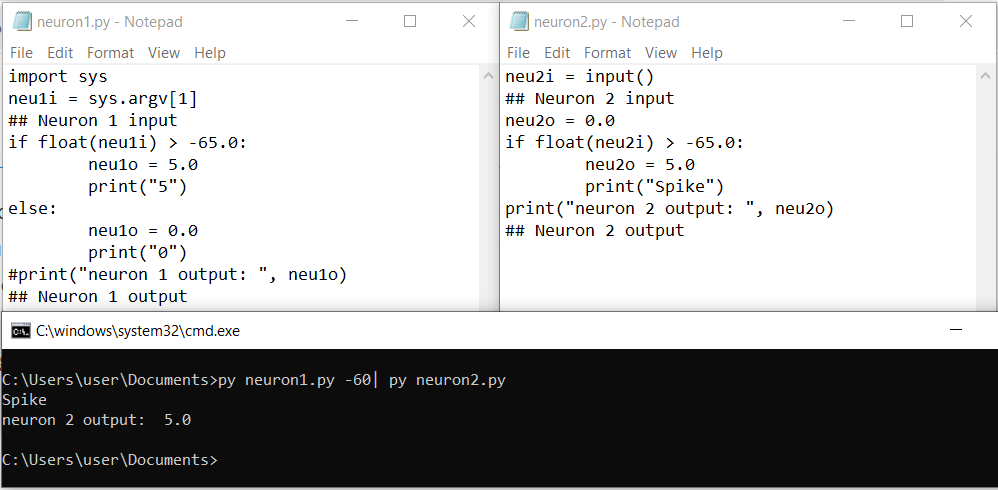 neuron1.py - Notepad
File Edit Format View Help
import sys
neu1i = sys.argv[1]
## Neuron 1 input
if float(neu1i) > -65.0:
        neu1o = 5.0
        print("5")
else:
        neu1o = 0.0
        print("0")
#print("neuron 1 output: ", neu1o)
## Neuron 1 output
neuron2.py - Notepad
File Edit Format View Help
neu2i = input()
## Neuron 2 input
neu2o = 0.0
if float(neu2i) > -65.0:
        neu2o = 5.0
        print("Spike")
print("neuron 2 output: ", neu2o)
## Neuron 2 output
C:\windows\system32\cmd.exe
C:\Users\user\Documents>py neuron1.py -60| py neuron2.py
Spike
neuron 2 output:  5.0
C:\Users\user\Documents>